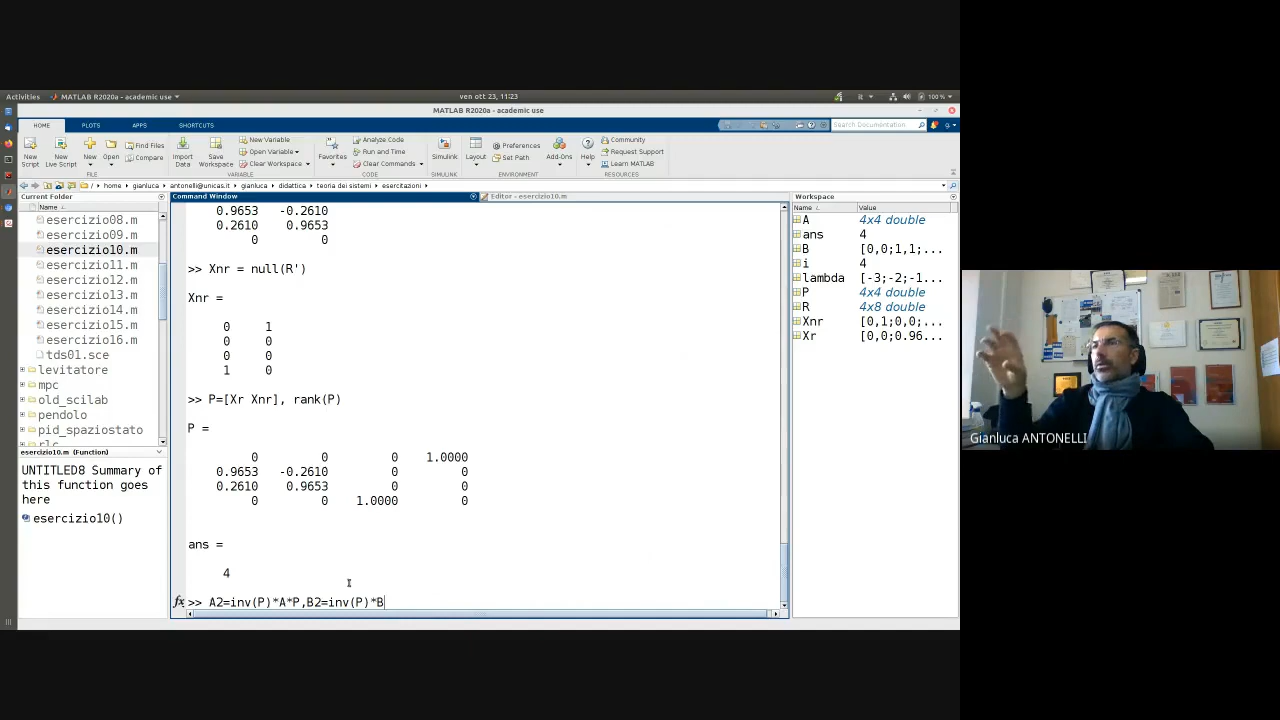 Activities MATLAB R2020a - academic use ven ott 23, 11:23 it 100 %
MATLAB R2020a - academic use
HOME PLOTS APPS SHORTCUTS Search Documentation
New Script
New Live Script
New
Open
Find Files
Compare
FILE
Import Data
Save Workspace
New Variable
Open Variable
Clear Workspace
VARIABLE
Favorites
Analyze Code
Run and Time
Clear Commands
CODE
Simulink
SIMULINK
Layout
Preferences
Set Path
ENVIRONMENT
Add-Ons
Help
Community
Request Support
Learn MATLAB
RESOURCES
/ home gianluca antonelli@unicas.it gianluca didattica teoria dei sistemi esercitazioni
Current Folder
Name
esercizio08.m
esercizio09.m
esercizio10.m
esercizio11.m
esercizio12.m
esercizio13.m
esercizio14.m
esercizio15.m
esercizio16.m
tds01.sce
levitatore
mpc
old_scilab
pendolo
pid_spaziostato
rlc
esercizio10.m (Function)
UNTITLED8 Summary of
this function goes
here
esercizio10()
Command Window
Editor - esercizio10.m
0.9653 -0.2610
0.2610 0.9653
0 0
>> Xnr = null(R')
Xnr =
0 1
0 0
0 0
1 0
>> P=[Xr Xnr], rank(P)
P =
0 0 0 1.0000
0.9653 -0.2610 0 0
0.2610 0.9653 0 0
0 0 1.0000 0
ans =
4
fx >> A2=inv(P)*A*P,B2=inv(P)*B
Workspace
Name Value
A 4x4 double
ans 4
B [0,0;1,1;...
i 4
lambda [-3;-2;-1...
P 4x4 double
R 4x8 double
Xnr [0,1;0,0;...
Xr [0,0;0.96...
Gianluca ANTONELLI